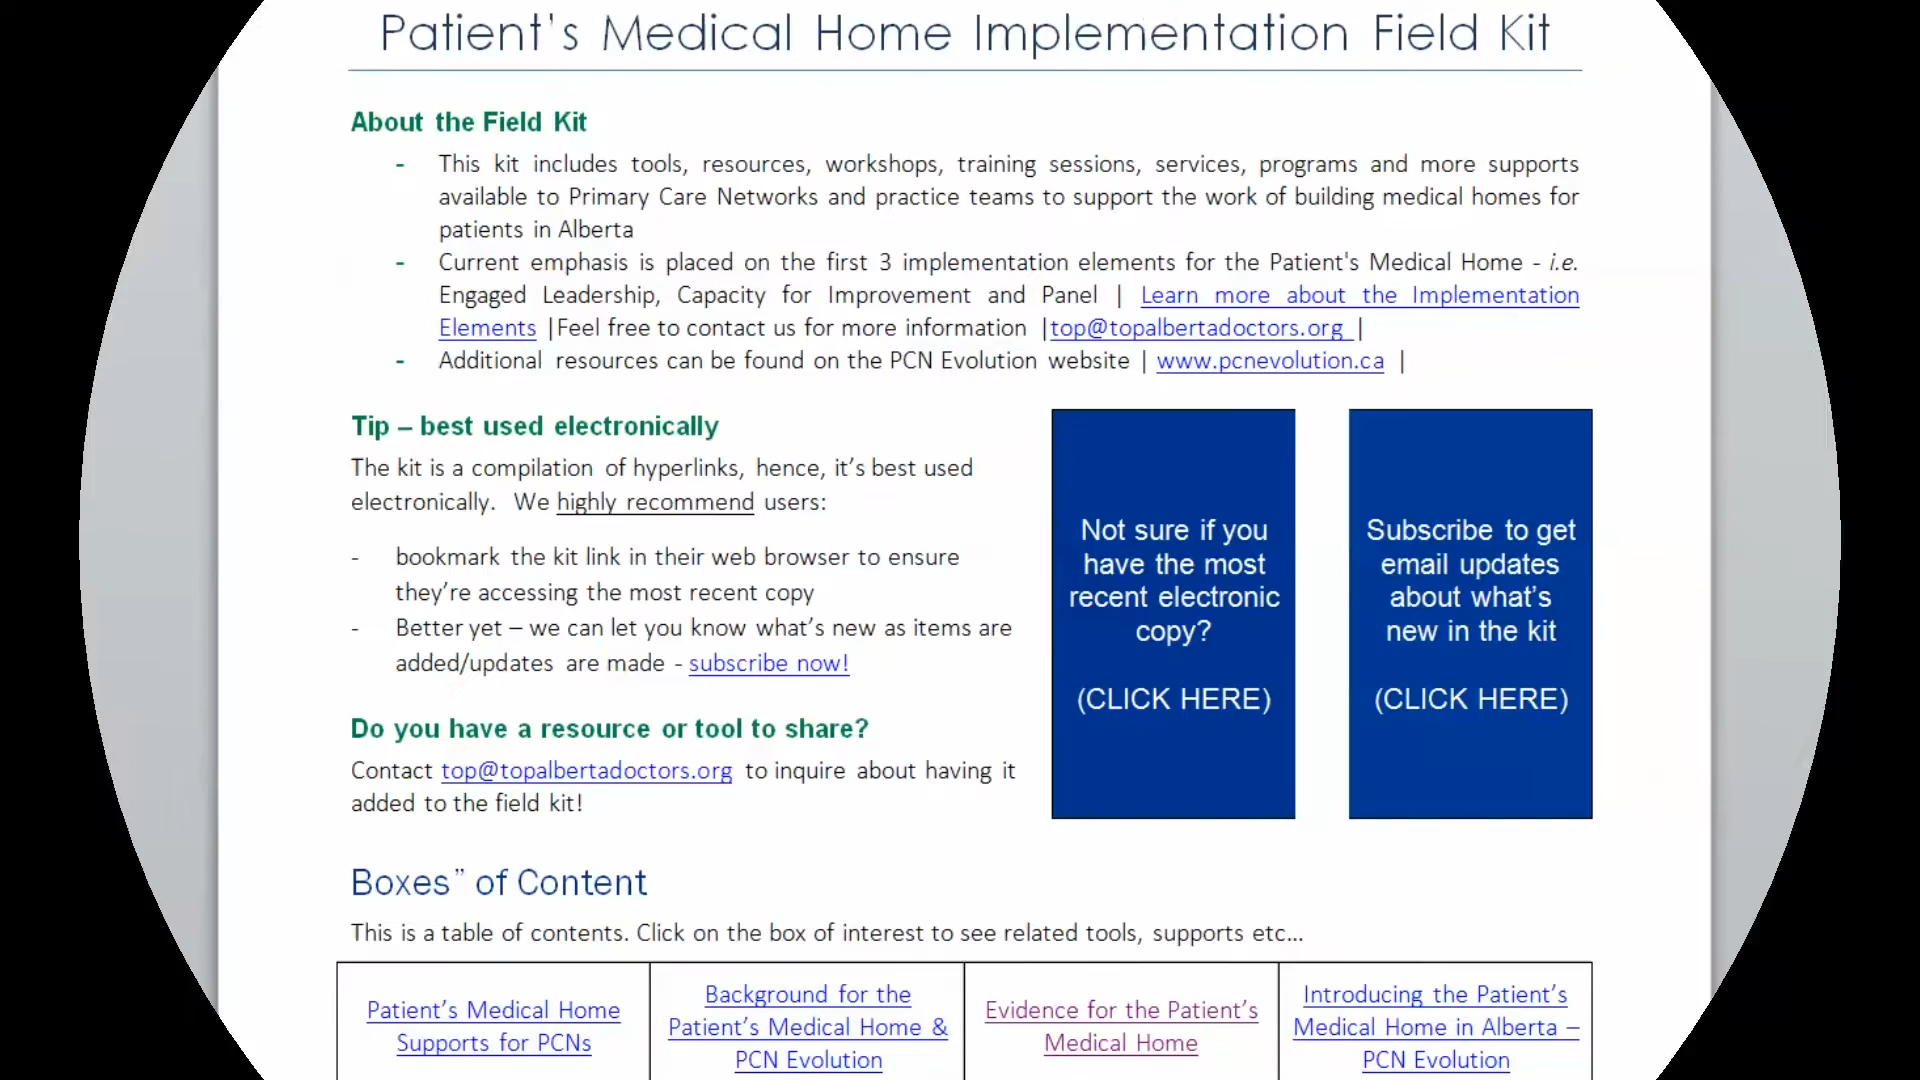 Patient's Medical Home Implementation Field Kit
About the Field Kit
- This kit includes tools, resources, workshops, training sessions, services, programs and more supports
available to Primary Care Networks and practice teams to support the work of building medical homes for
patients in Alberta
- Current emphasis is placed on the first 3 implementation elements for the Patient's Medical Home - i.e.
Engaged Leadership, Capacity for Improvement and Panel | Learn more about the Implementation
Elements |Feel free to contact us for more information |top@topalbertadoctors.org |
- Additional resources can be found on the PCN Evolution website | www.pcnevolution.ca |
Tip – best used electronically
The kit is a compilation of hyperlinks, hence, it's best used
electronically. We highly recommend users:
- bookmark the kit link in their web browser to ensure
they're accessing the most recent copy
- Better yet – we can let you know what's new as items are
added/updates are made - subscribe now!
Do you have a resource or tool to share?
Contact top@topalbertadoctors.org to inquire about having it
added to the field kit!
Not sure if you
have the most
recent electronic
copy?
(CLICK HERE)
Subscribe to get
email updates
about what's
new in the kit
(CLICK HERE)
Boxes" of Content
This is a table of contents. Click on the box of interest to see related tools, supports etc...
Patient's Medical Home
Supports for PCNs
Background for the
Patient's Medical Home &
PCN Evolution
Evidence for the Patient's
Medical Home
Introducing the Patient's
Medical Home in Alberta –
PCN Evolution